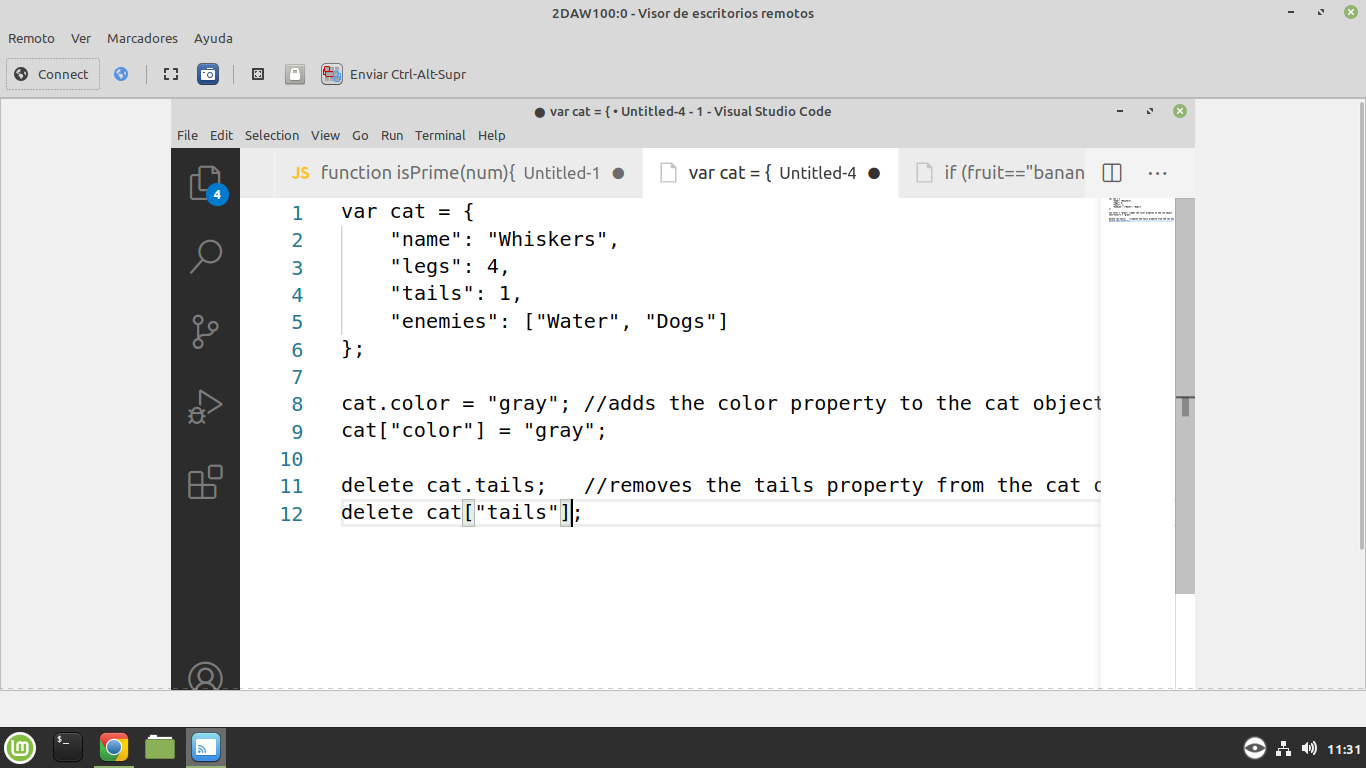 2DAW100:0 - Visor de escritorios remotos
Remoto Ver Marcadores Ayuda
Connect Enviar Ctrl-Alt-Supr
● var cat = { • Untitled-4 - 1 - Visual Studio Code
File Edit Selection View Go Run Terminal Help
4
JS function isPrime(num){ Untitled-1 ● var cat = { Untitled-4 ● if (fruit=="banan ...
1 var cat = {
2 "name": "Whiskers",
3 "legs": 4,
4 "tails": 1,
5 "enemies": ["Water", "Dogs"]
6 };
7
8 cat.color = "gray"; //adds the color property to the cat object
9 cat["color"] = "gray";
10
11 delete cat.tails; //removes the tails property from the cat
12 delete cat["tails"];
$_
11:31